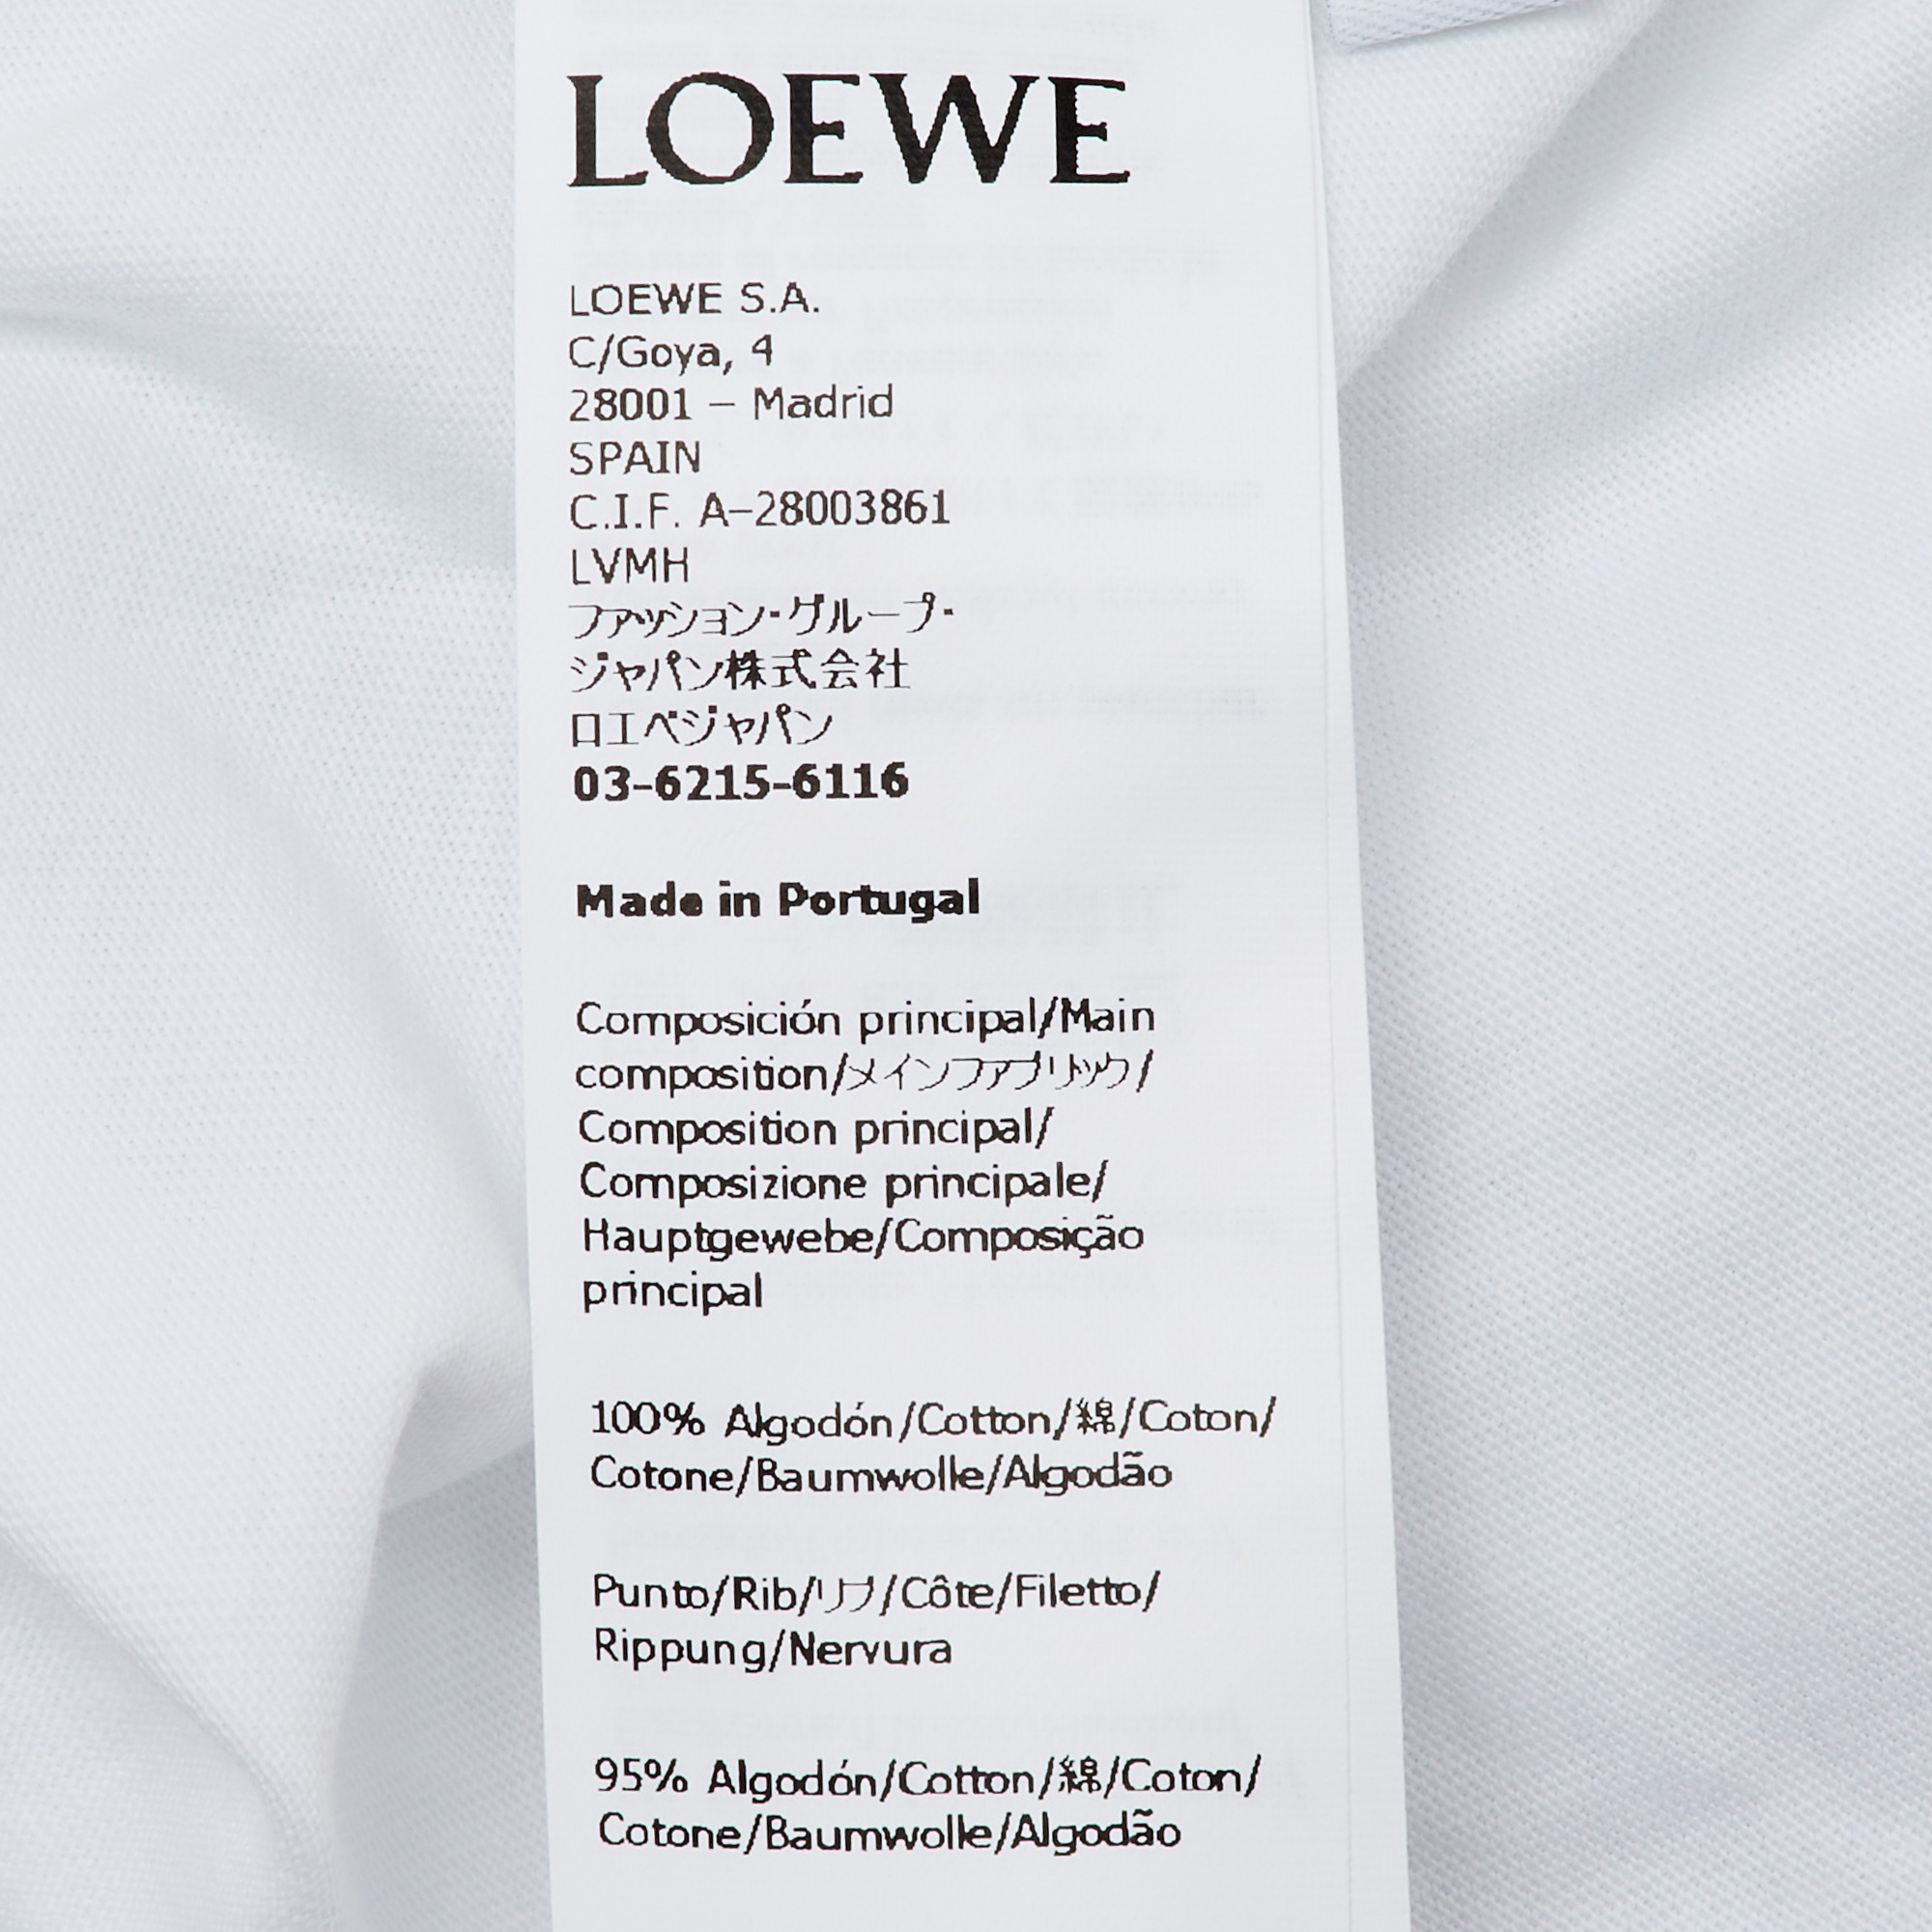 LOEWE
LOEWE S.A.
C/Goya, 4
28001 – Madrid
SPAIN
C.I.F. A–28003861
LVMH
ファッション・グループ・
ジャパン株式会社
ロエベジャパン
03–6215–6116
Made in Portugal
Composición principal/Main
composition/メインファブリック/
Composition principal/
Composizione principale/
Hauptgewebe/Composição
principal
100% Algodón/Cotton/綿/Coton/
Cotone/Baumwolle/Algodão
Punto/Rib/リブ/Côte/Filetto/
Rippung/Nervura
95% Algodón/Cotton/綿/Coton/
Cotone/Baumwolle/Algodão